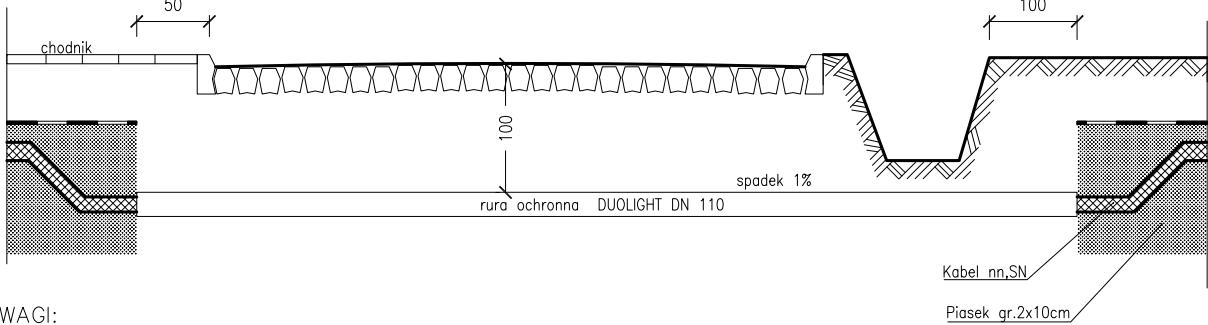 50
100
chodnik
100
spadek 1%
rura ochronna DUOLIGHT DN 110
Kabel nn,SN
Piasek gr.2x10cm
WAGI: